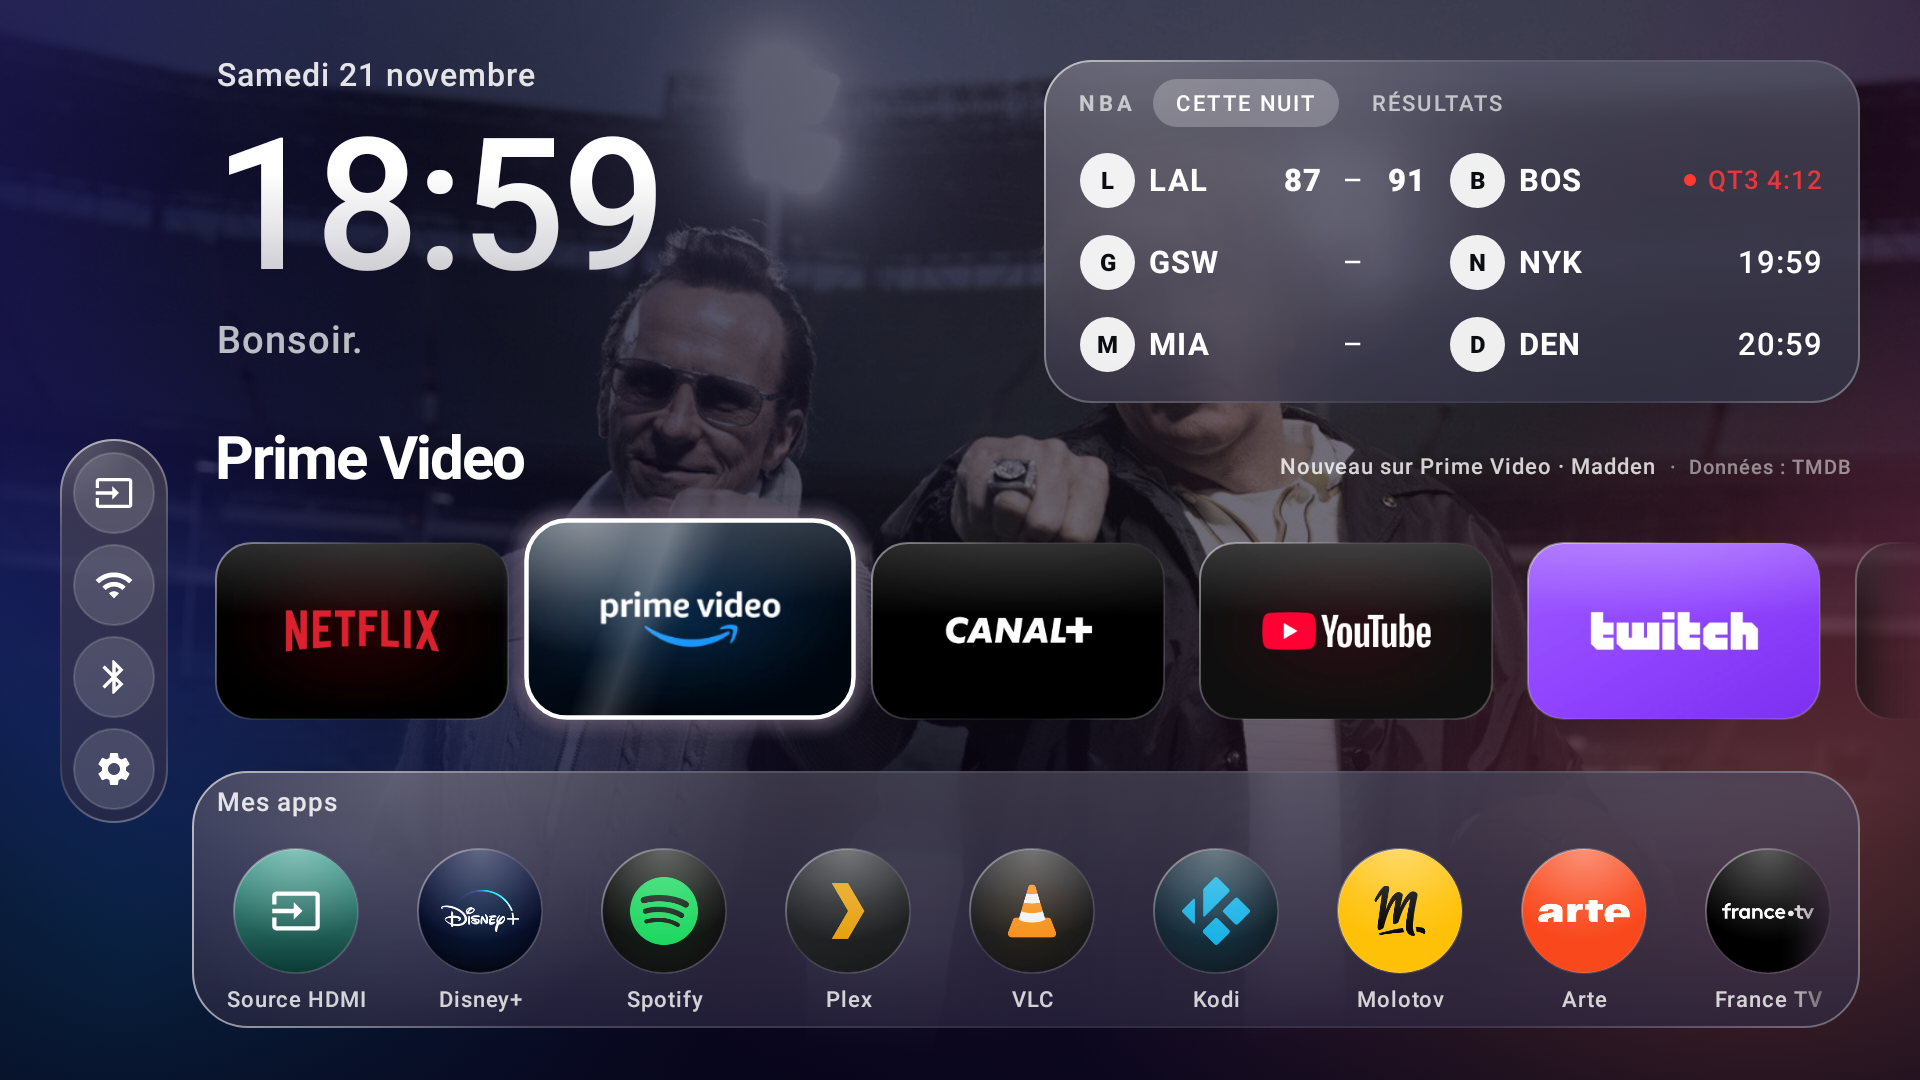 Samedi 21 novembre
18:59
Bonsoir.
NBA CETTE NUIT RÉSULTATS
L LAL 87 – 91 B BOS QT3 4:12
G GSW – N NYK 19:59
M MIA – D DEN 20:59
Prime Video
Nouveau sur Prime Video · Madden · Données : TMDB
NETFLIX
prime video
CANAL+
YouTube
twitch
Mes apps
Disney+
m.
arte
france•tv
Source HDMI
Disney+
Spotify
Plex
VLC
Kodi
Molotov
Arte
France TV